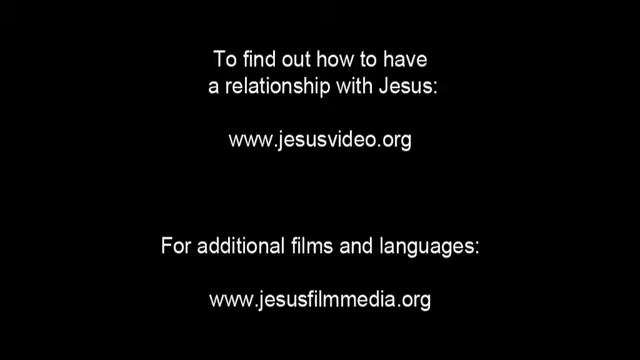 To find out how to have
a relationship with Jesus:
www.jesusvideo.org
For additional films and languages:
www.jesusfilmmedia.org